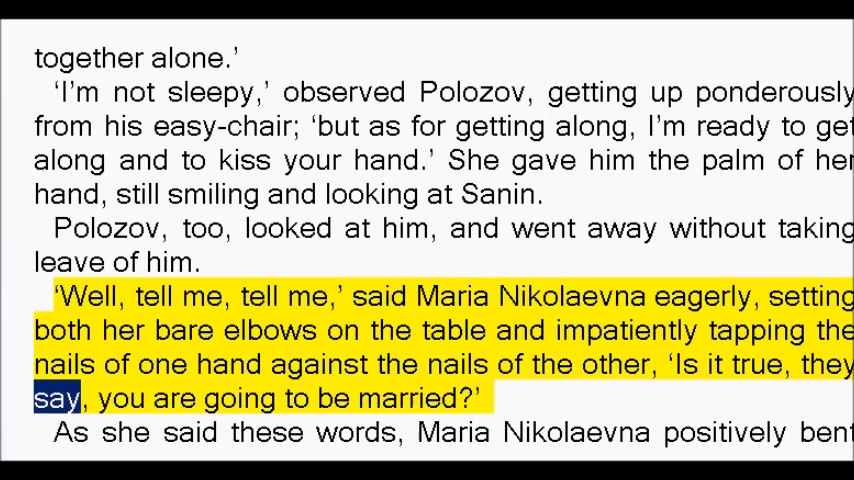 together alone.’
‘I’m not sleepy,’ observed Polozov, getting up ponderously
from his easy-chair; ‘but as for getting along, I’m ready to get
along and to kiss your hand.’ She gave him the palm of her
hand, still smiling and looking at Sanin.
Polozov, too, looked at him, and went away without taking
leave of him.
‘Well, tell me, tell me,’ said Maria Nikolaevna eagerly, setting
both her bare elbows on the table and impatiently tapping the
nails of one hand against the nails of the other, ‘Is it true, they
say, you are going to be married?’
As she said these words, Maria Nikolaevna positively bent